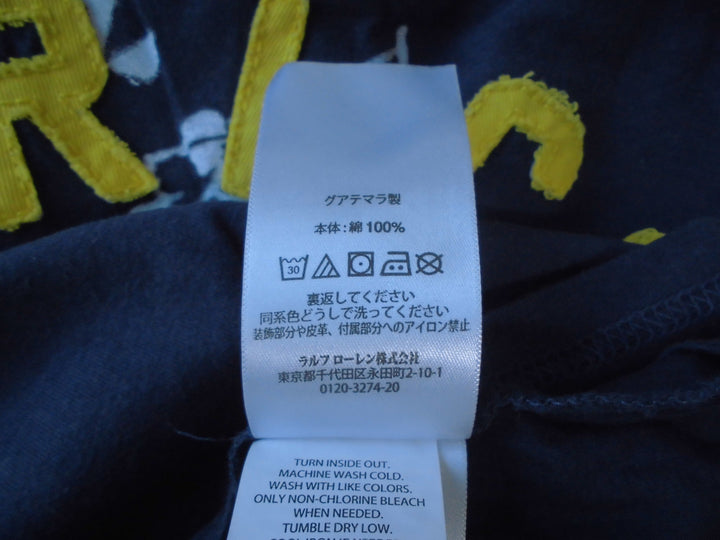 R
グアテマラ製
本体：綿 100%
30
裏返してください
同系色どうしで洗ってください
装飾部分や皮革、付属部分へのアイロン禁止
ラルフ ローレン株式会社
東京都千代田区永田町2-10-1
0120-3274-20
TURN INSIDE OUT.
MACHINE WASH COLD.
WASH WITH LIKE COLORS.
ONLY NON-CHLORINE BLEACH
WHEN NEEDED.
TUMBLE DRY LOW.